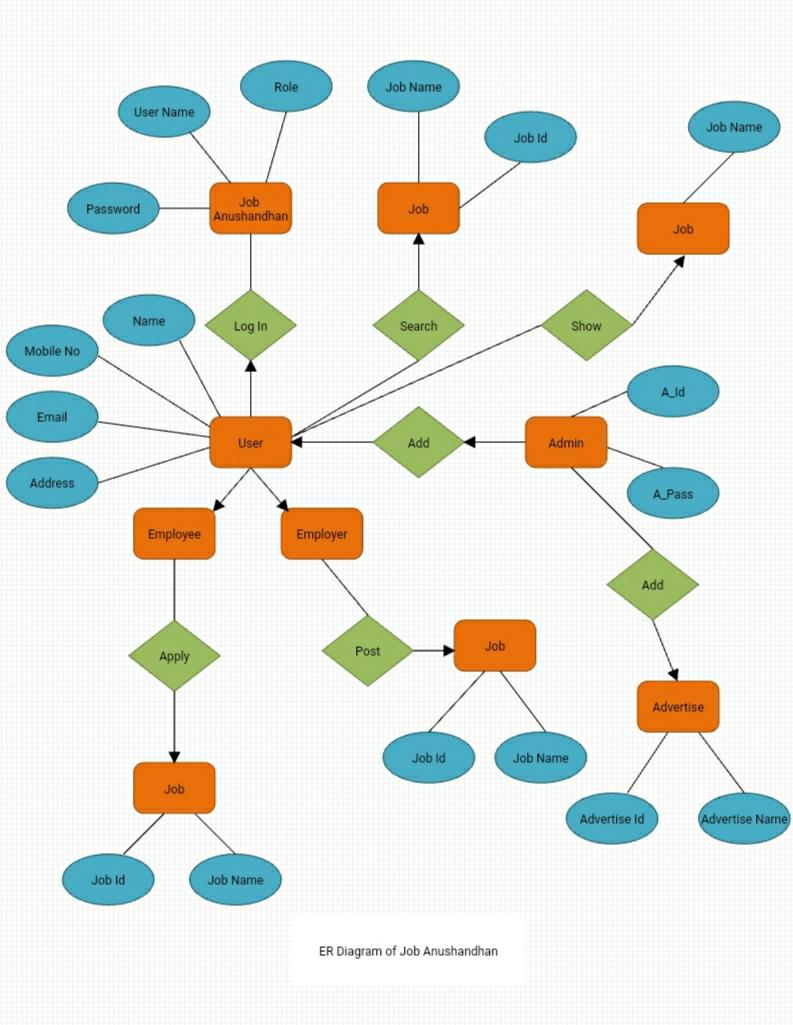 Role
Job Name
User Name
Job Name
Job Id
Password
Job
Anushandhan
Job
Job
Name
Log In
Search
Show
Mobile No
A_Id
Email
User
Add
Admin
Address
A_Pass
Employee
Employer
Add
Apply
Post
Job
Advertise
Job Id
Job Name
Job
Advertise Id
Advertise Name
Job Id
Job Name
ER Diagram of Job Anushandhan